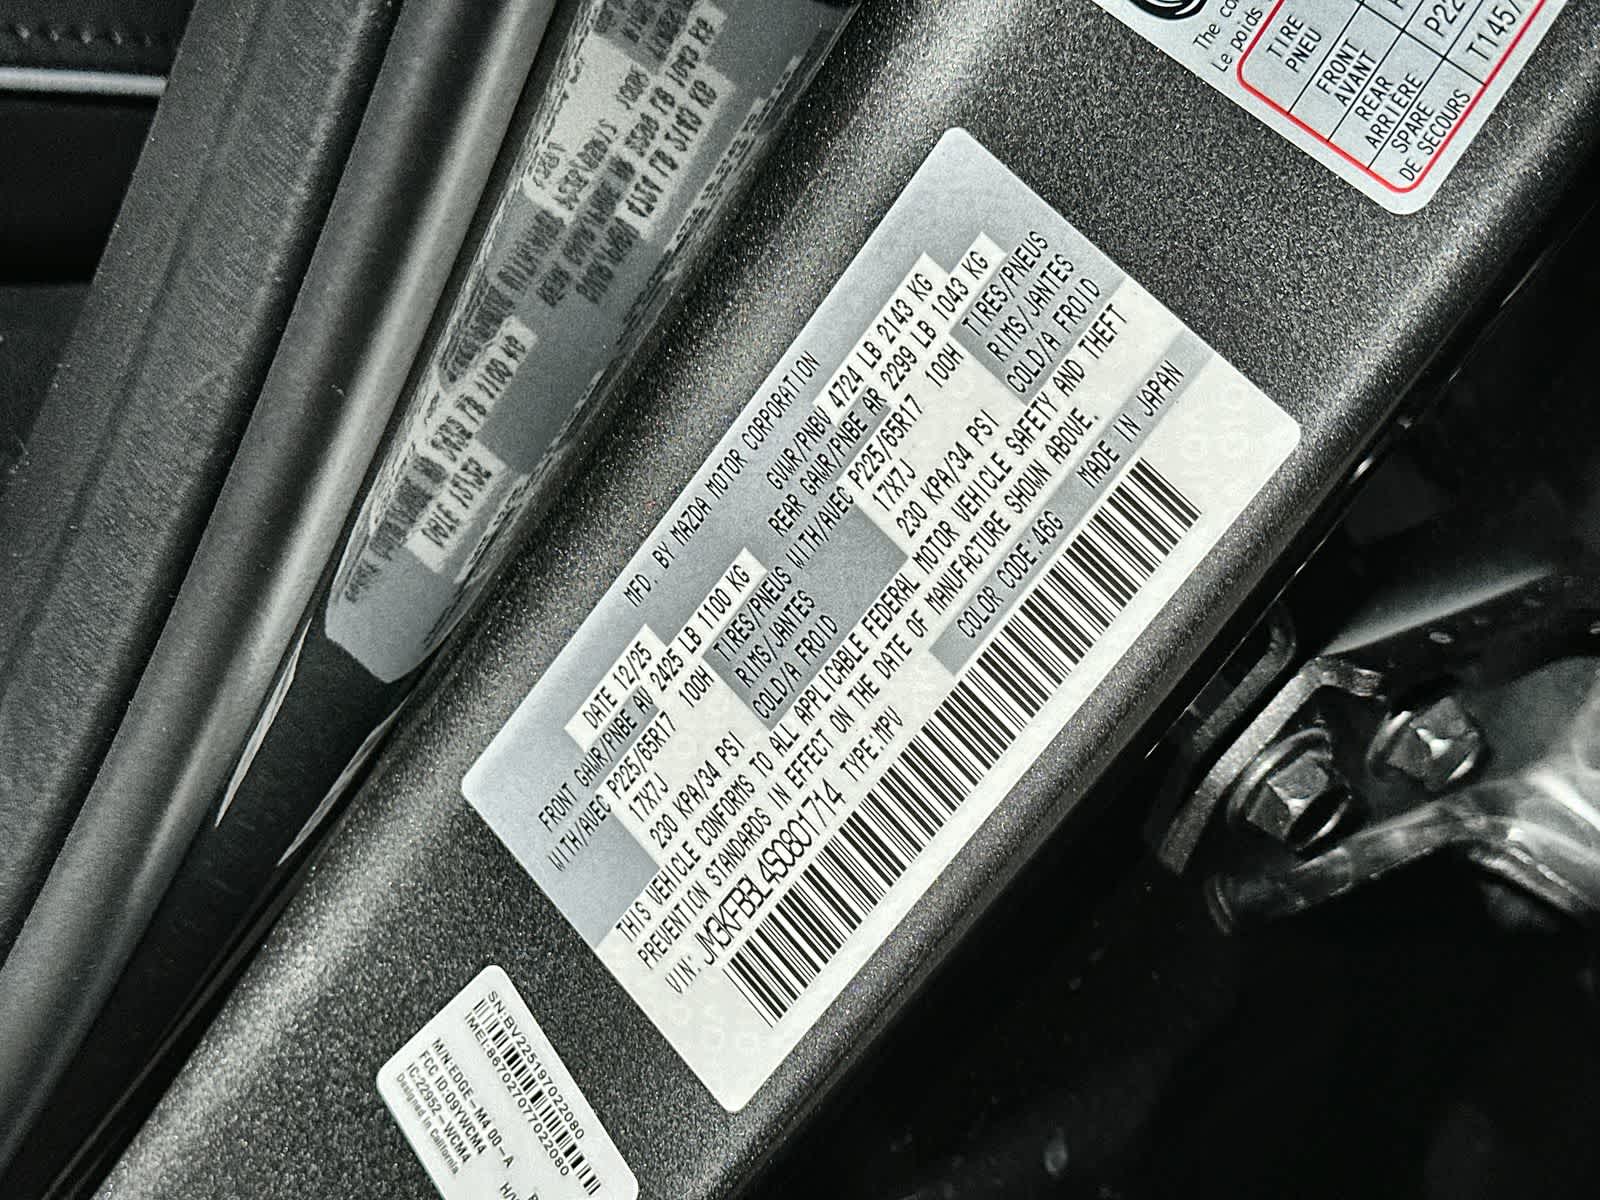 MFD. BY MAZDA MOTOR CORPORATION
DATE 12/25 GVWR/PNBV 4724 LB 2143 KG
FRONT GAWR/PNBE AV 2425 LB 1100 KG REAR GAWR/PNBE AR 2299 LB 1043 KG
WITH/AVEC P225/65R17 100H TIRES/PNEUS WITH/AVEC P225/65R17 100H TIRES/PNEUS
17X7J RIMS/JANTES 17X7J RIMS/JANTES
230 KPA/34 PSI COLD/A FROID 230 KPA/34 PSI COLD/A FROID
THIS VEHICLE CONFORMS TO ALL APPLICABLE FEDERAL MOTOR VEHICLE SAFETY AND THEFT
PREVENTION STANDARDS IN EFFECT ON THE DATE OF MANUFACTURE SHOWN ABOVE.
VIN: JM3KFBBL4S0801714 TYPE:MPV COLOR CODE:46G MADE IN JAPAN
The
Le poids
TIRE
PNEU
FRONT
AVANT
REAR
ARRIÈRE
SPARE
DE SECOURS
SN:BV2251970220080
IMEI:867027077022080
M/N:EDGE-M4 00-A
FCC ID:09YWCM4
IC-22952-WCM4
Designed in California